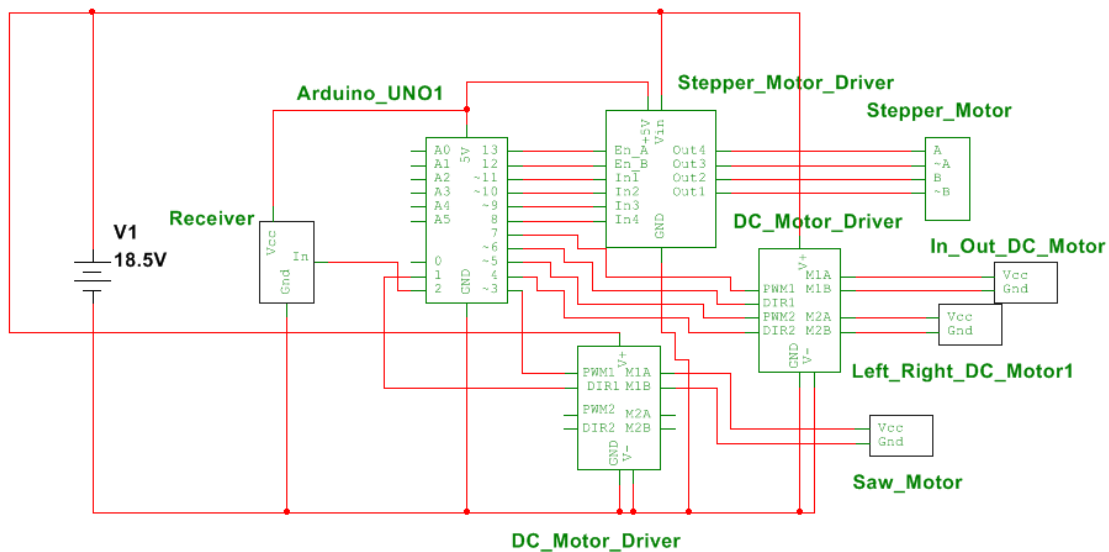 Arduino_UNO1
Stepper_Motor_Driver
Stepper_Motor
A0 5V 13
A1 12
A2 ~11
A3 ~10
A4 ~9
A5 8
7
~6
0 ~5
1 4
2 GND ~3
+5V Vin
En_A Out4
En_B Out3
In1 Out2
In2 Out1
In3
In4
GND
A
~A
B
~B
Receiver
Vcc
In
Gnd
V1
18.5V
DC_Motor_Driver
V+
M1A
PWM1 M1B
DIR1
PWM2 M2A
DIR2 M2B
GND V-
In_Out_DC_Motor
Vcc
Gnd
Vcc
Gnd
Left_Right_DC_Motor1
V+
PWM1 M1A
DIR1 M1B
PWM2 M2A
DIR2 M2B
GND V-
Vcc
Gnd
Saw_Motor
DC_Motor_Driver